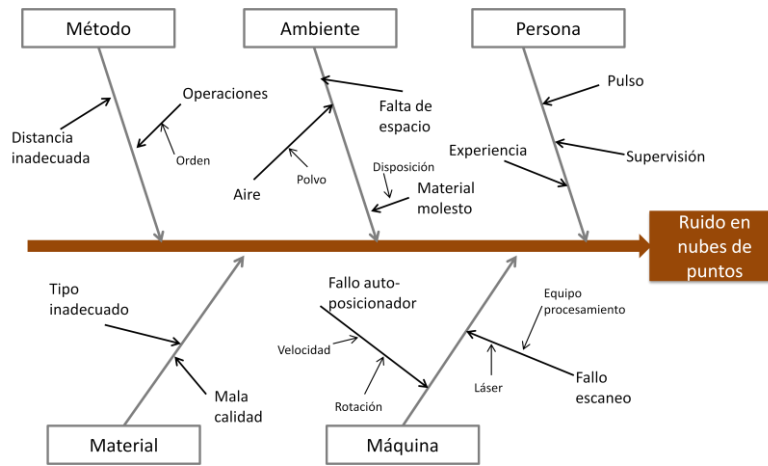 Método
Ambiente
Persona
Distancia
inadecuada
Operaciones
Orden
Falta de
espacio
Aire
Polvo
Disposición
Material
molesto
Pulso
Experiencia
Supervisión
Ruido en
nubes de
puntos
Tipo
inadecuado
Mala
calidad
Fallo auto-
posicionador
Velocidad
Rotación
Equipo
procesamiento
Láser
Fallo
escaneo
Material
Máquina